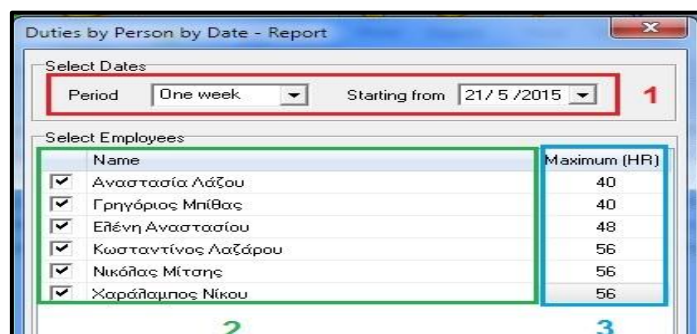 Duties by Person by Date - Report
Select Dates
Period One week Starting from 21/ 5 /2015 1
Select Employees
Name Maximum (HR)
Αναστασία Λάζου 40
Γρηγόριος Μπίθας 40
Ελένη Αναστασίου 48
Κωσταντίνος Λαζάρου 56
Νικόλας Μίτσης 56
Χαράλαμπος Νίκου 56
2 3